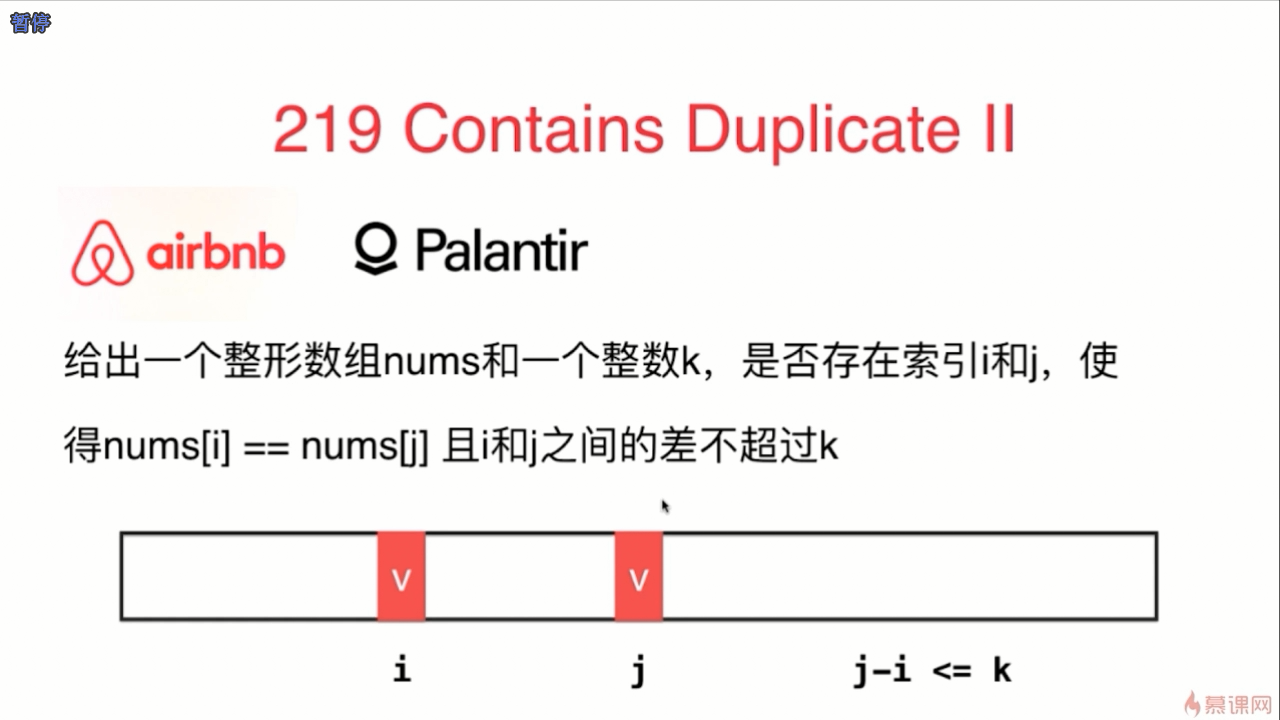 暂停
219 Contains Duplicate II
airbnb Palantir
给出一个整形数组nums和一个整数k，是否存在索引i和j，使
得nums[i] == nums[j] 且i和j之间的差不超过k
v v
i j j-i <= k
慕课网